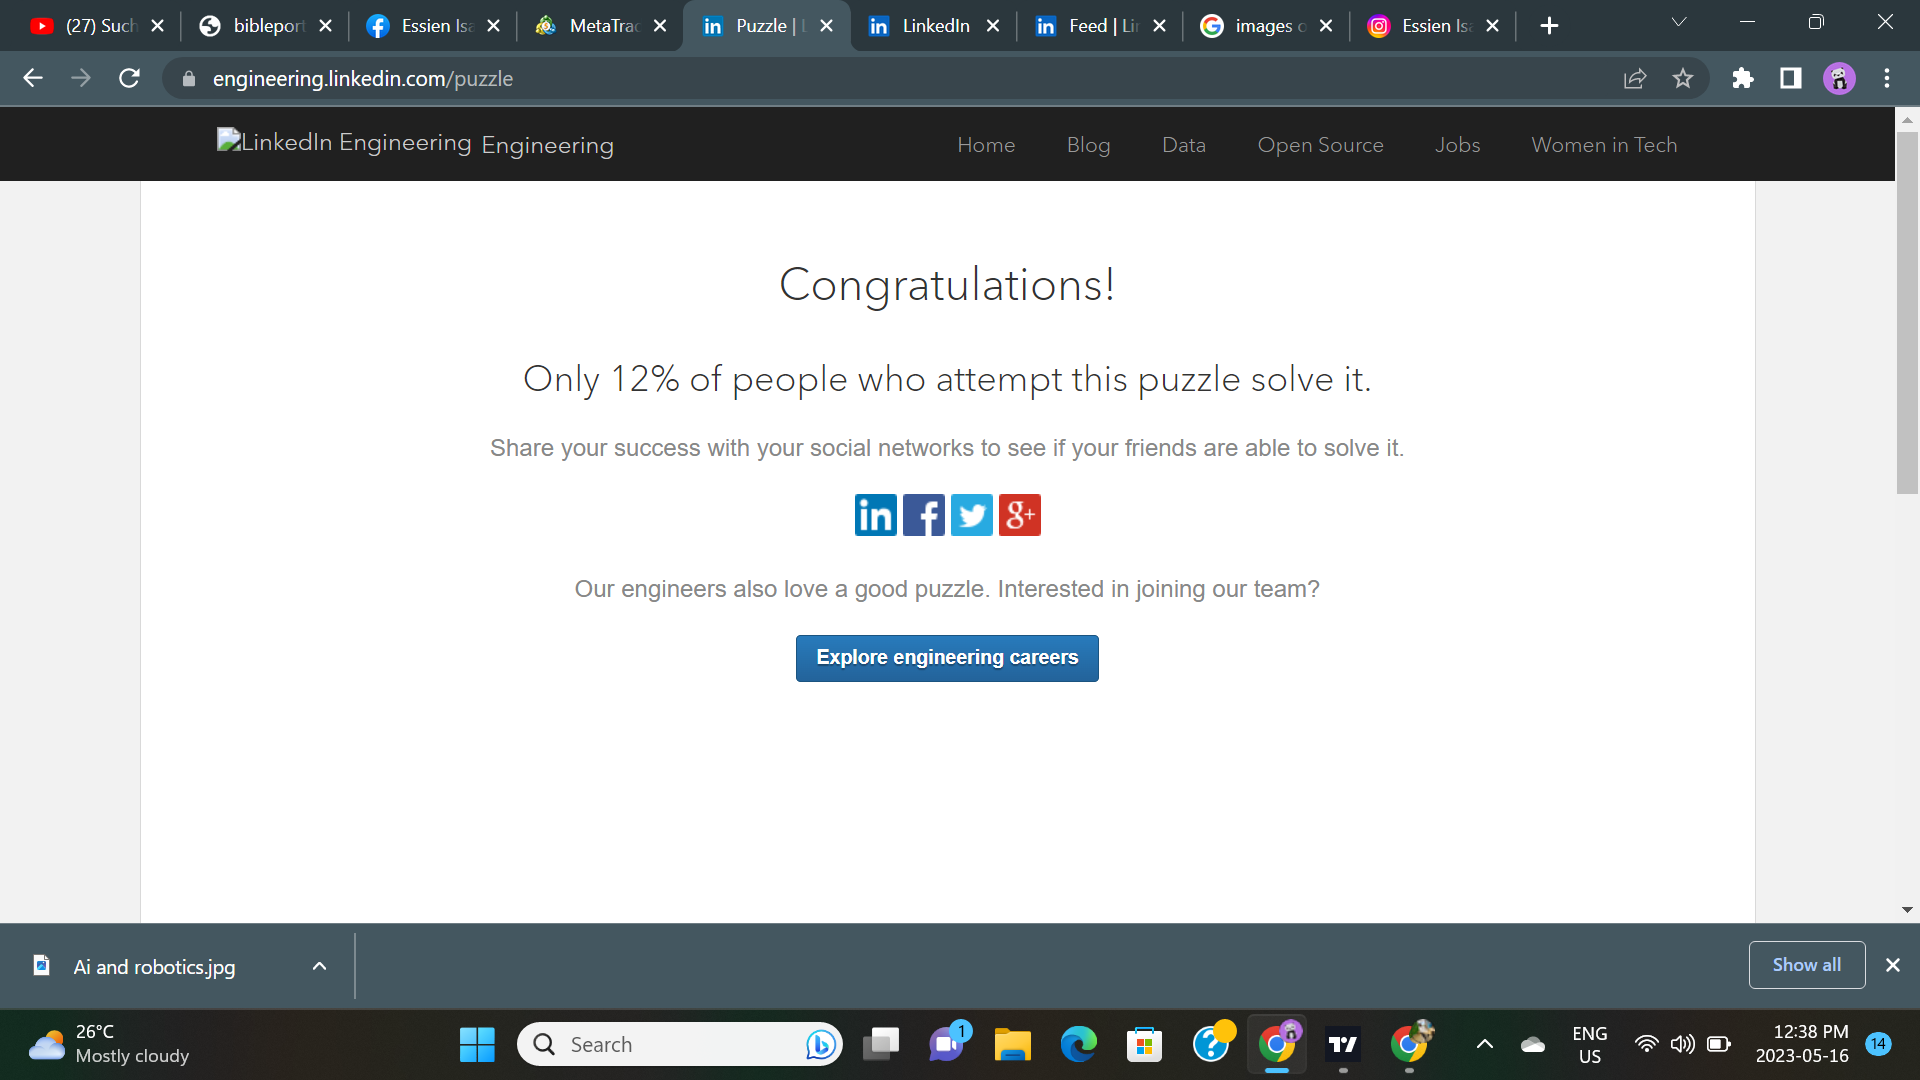 (27) Such
bibleport
Essien Isa
MetaTrac
Puzzle | L
LinkedIn
Feed | Lin
images o
Essien Isa
engineering.linkedin.com/puzzle
LinkedIn Engineering Engineering
Home
Blog
Data
Open Source
Jobs
Women in Tech
Congratulations!
Only 12% of people who attempt this puzzle solve it.
Share your success with your social networks to see if your friends are able to solve it.
in f g+
Our engineers also love a good puzzle. Interested in joining our team?
Explore engineering careers
Ai and robotics.jpg
Show all
26°C
Mostly cloudy
Search
1
ENG
US
12:38 PM
2023-05-16
14